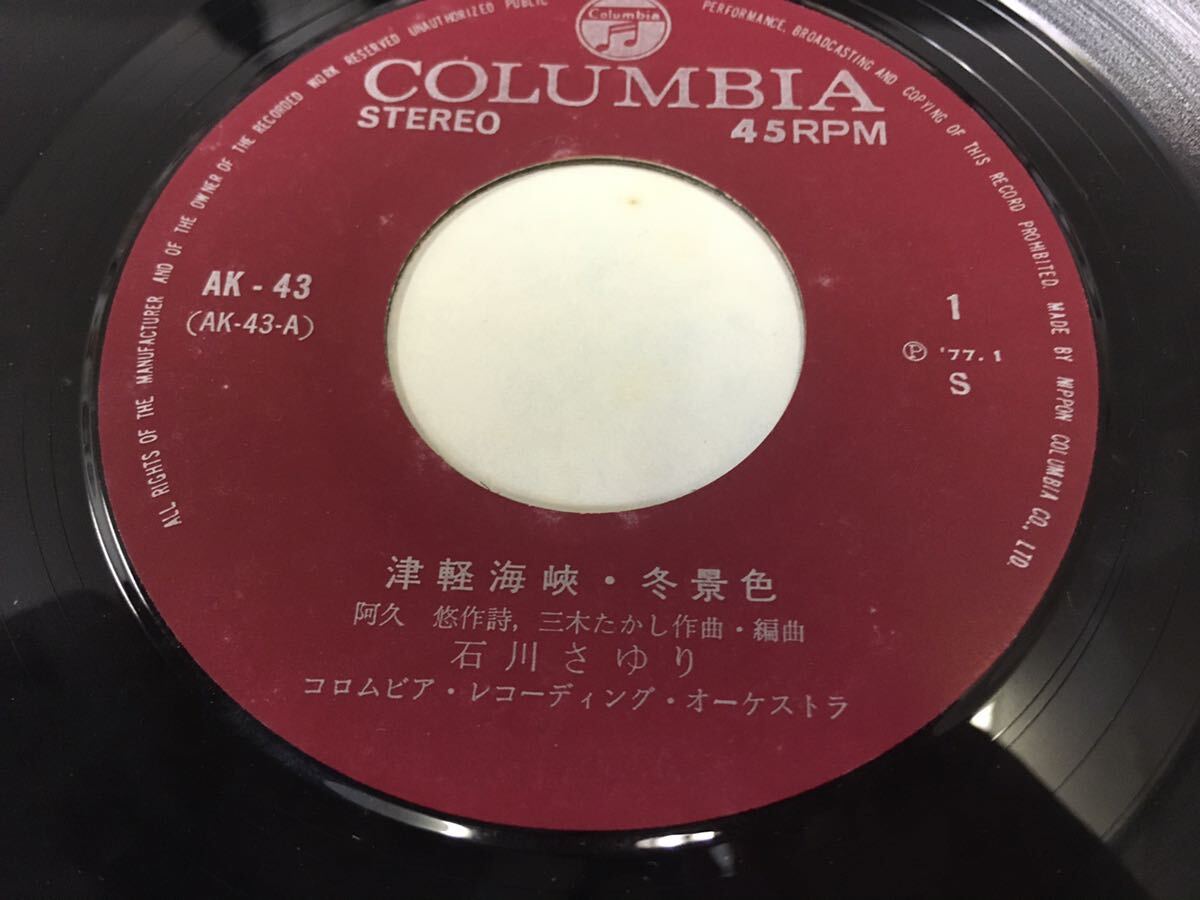 Columbia
COLUMBIA
STEREO 45RPM
AK - 43
(AK-43-A)
1
Ⓟ '77. 1
S
津軽海峡・冬景色
阿久 悠作詩, 三木たかし作曲・編曲
石川さゆり
コロムビア・レコーディング・オーケストラ
ALL RIGHTS OF THE MANUFACTURER AND OF THE OWNER OF THE RECORDED WORK RESERVED UNAUTHORIZED PUBLIC PERFORMANCE, BROADCASTING AND COPYING OF THIS RECORD PROHIBITED. MADE BY NIPPON COLUMBIA CO., LTD.